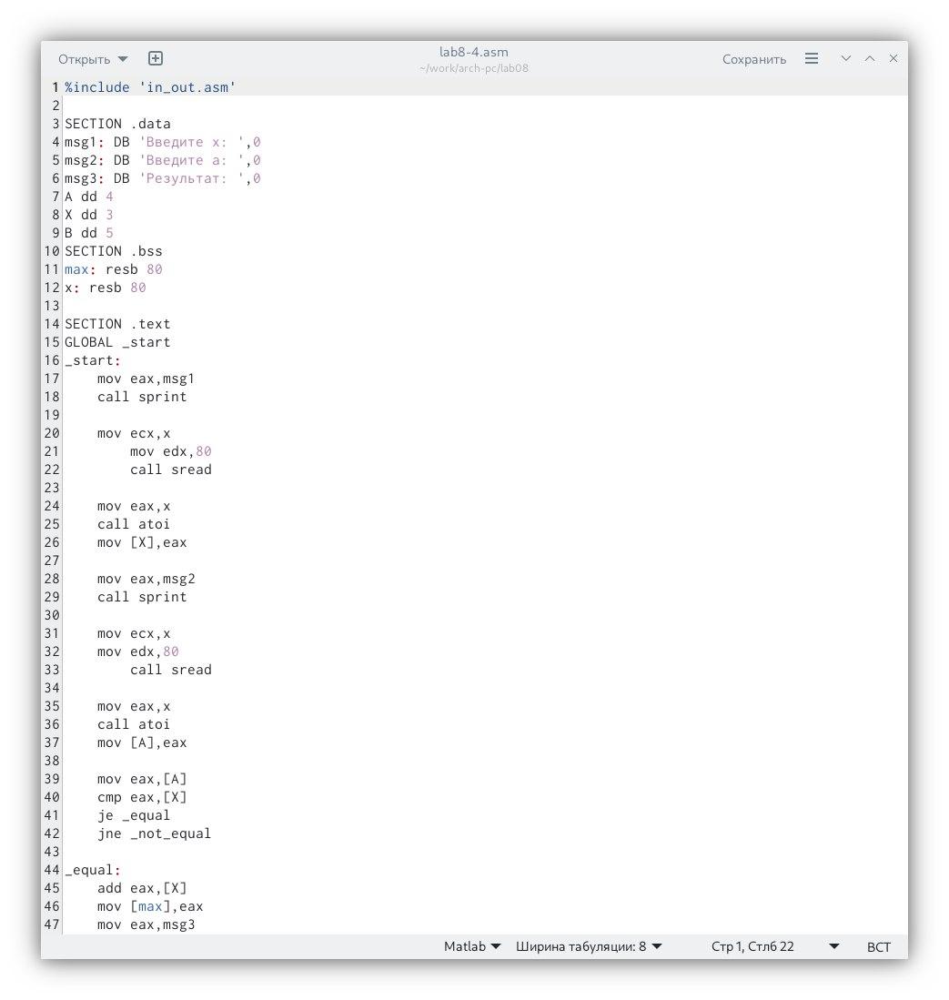 Открыть
lab8-4.asm
~/work/arch-pc/lab08
Сохранить
1 %include 'in_out.asm'
2
3 SECTION .data
4 msg1: DB 'Введите x: ',0
5 msg2: DB 'Введите a: ',0
6 msg3: DB 'Результат: ',0
7 A dd 4
8 X dd 3
9 B dd 5
10 SECTION .bss
11 max: resb 80
12 x: resb 80
13
14 SECTION .text
15 GLOBAL _start
16 _start:
17     mov eax,msg1
18     call sprint
19
20     mov ecx,x
21         mov edx,80
22         call sread
23
24     mov eax,x
25     call atoi
26     mov [X],eax
27
28     mov eax,msg2
29     call sprint
30
31     mov ecx,x
32     mov edx,80
33         call sread
34
35     mov eax,x
36     call atoi
37     mov [A],eax
38
39     mov eax,[A]
40     cmp eax,[X]
41     je _equal
42     jne _not_equal
43
44 _equal:
45     add eax,[X]
46     mov [max],eax
47     mov eax,msg3
Matlab Ширина табуляции: 8 Стр 1, Стлб 22 ВСТ